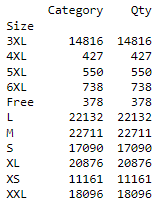 Category Qty
Size
3XL 14816 14816
4XL 427 427
5XL 550 550
6XL 738 738
Free 378 378
L 22132 22132
M 22711 22711
S 17090 17090
XL 20876 20876
XS 11161 11161
XXL 18096 18096